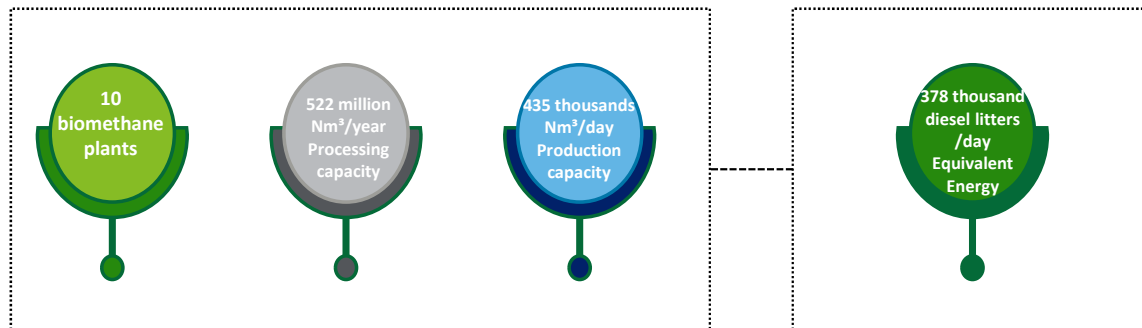 10
biomethane
plants
522 million
Nm³/year
Processing
capacity
435 thousands
Nm³/day
Production
capacity
378 thousand
diesel litters
/day
Equivalent
Energy